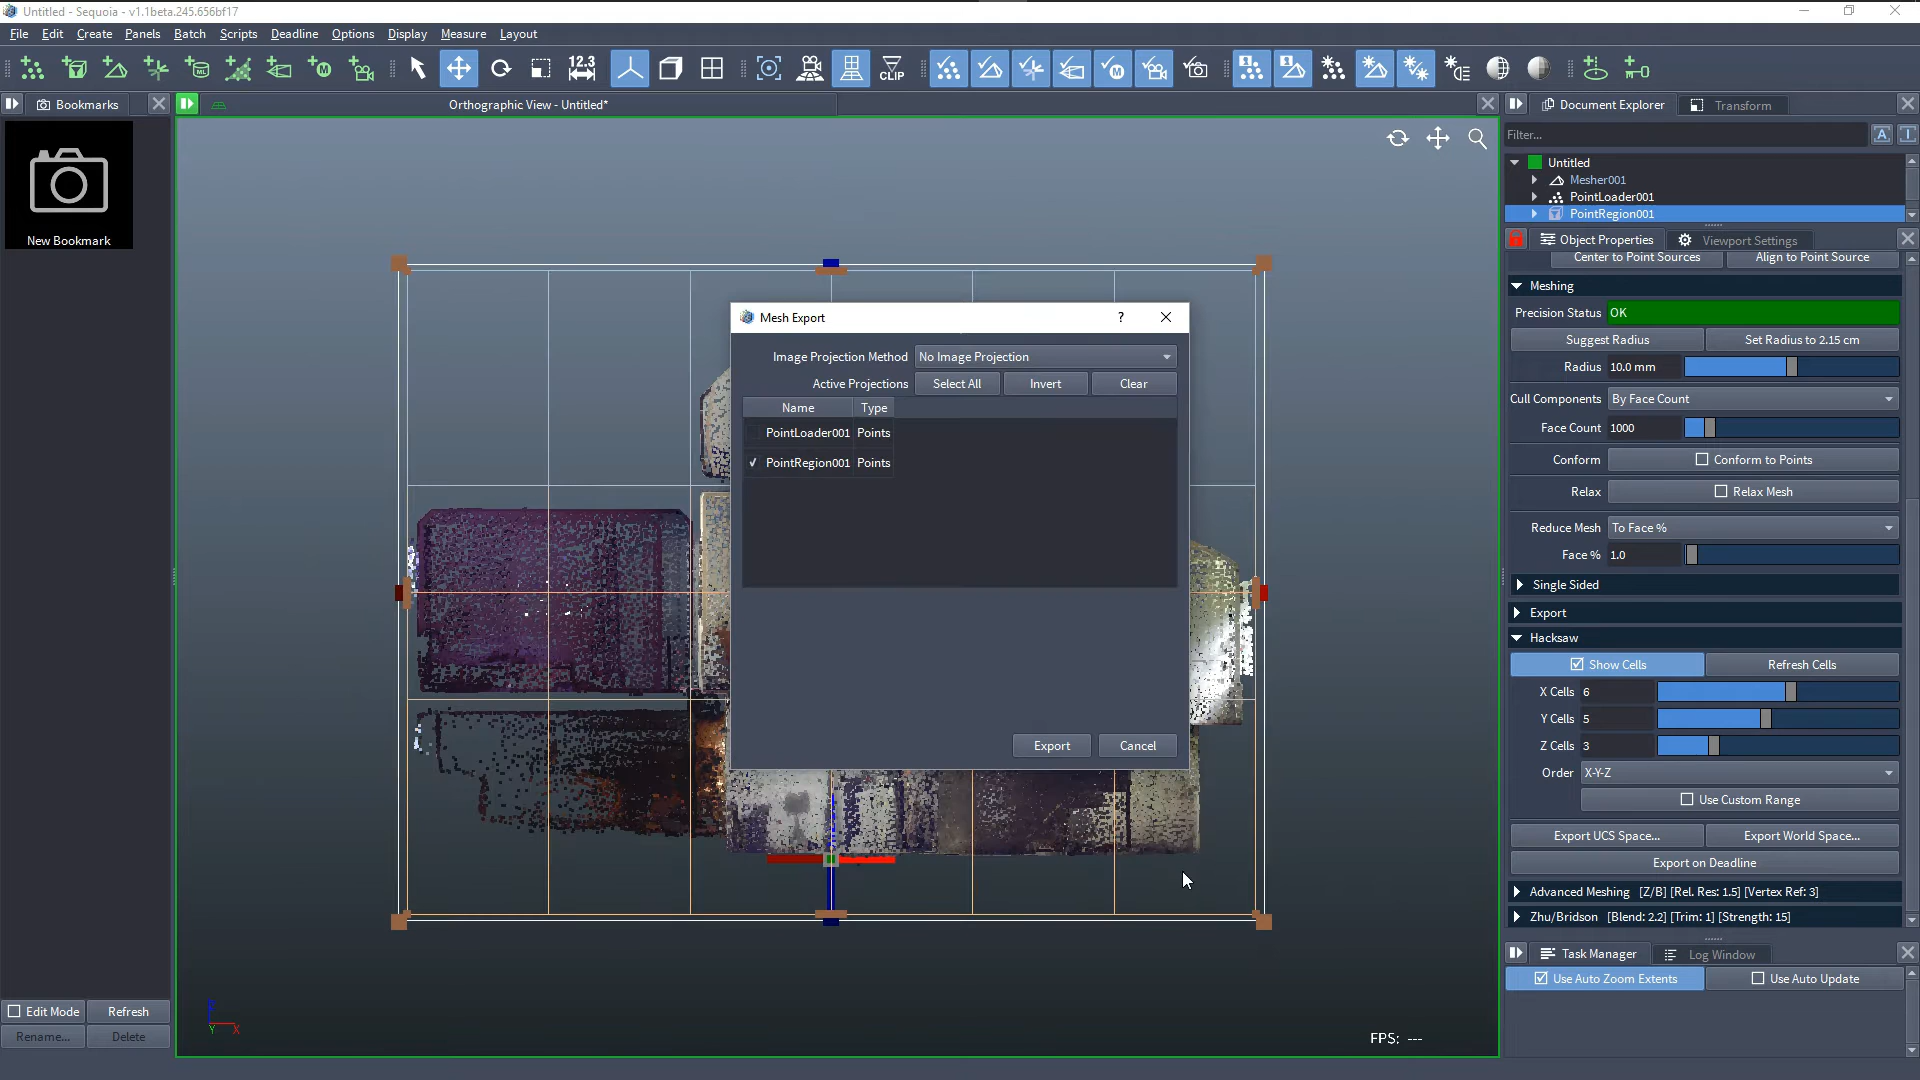 Untitled - Sequoia - v1.1beta.245.656bf17
File Edit Create Panels Batch Scripts Deadline Options Display Measure Layout
12.3
CLIP
M
1
1
Bookmarks
New Bookmark
Edit Mode Refresh
Rename... Delete
Orthographic View - Untitled*
Mesh Export ?
Image Projection Method No Image Projection
Active Projections Select All Invert Clear
Name Type
PointLoader001 Points
PointRegion001 Points
Export Cancel
Y X
FPS: ---
Document Explorer Transform
Filter... A I
Untitled
Mesher001
PointLoader001
PointRegion001
Object Properties Viewport Settings
Center to Point Sources Align to Point Source
Meshing
Precision Status OK
Suggest Radius Set Radius to 2.15 cm
Radius 10.0 mm
Cull Components By Face Count
Face Count 1000
Conform Conform to Points
Relax Relax Mesh
Reduce Mesh To Face %
Face % 1.0
Single Sided
Export
Hacksaw
Show Cells Refresh Cells
X Cells 6
Y Cells 5
Z Cells 3
Order X-Y-Z
Use Custom Range
Export UCS Space... Export World Space...
Export on Deadline
Advanced Meshing [Z/B] [Rel. Res: 1.5] [Vertex Ref: 3]
Zhu/Bridson [Blend: 2.2] [Trim: 1] [Strength: 15]
Task Manager Log Window
Use Auto Zoom Extents Use Auto Update